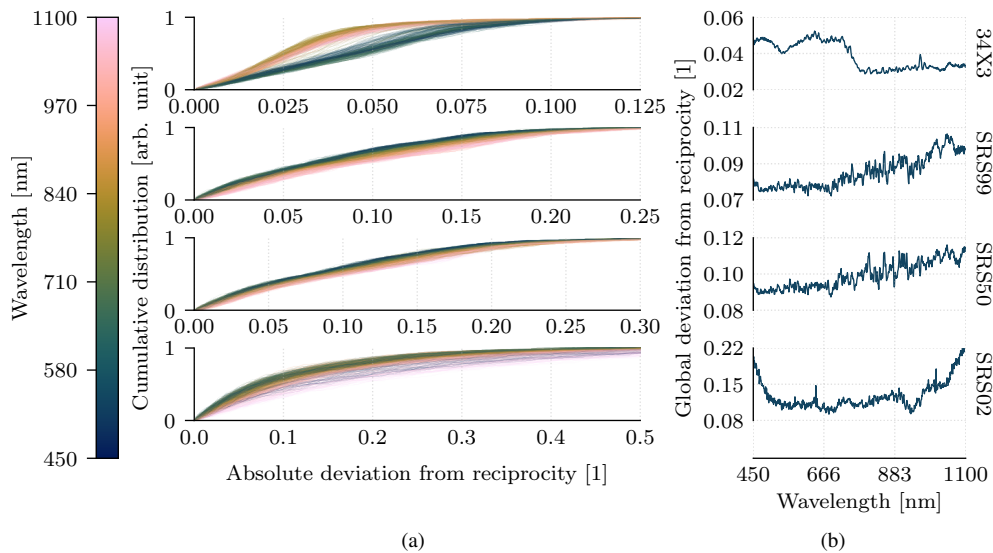 1100
970
840
710
580
450
Wavelength [nm]
Cumulative distribution [arb. unit]
1
0
0.000 0.025 0.050 0.075 0.100 0.125
1
0
0.00 0.05 0.10 0.15 0.20 0.25
1
0
0.00 0.05 0.10 0.15 0.20 0.25 0.30
1
0
0.0 0.1 0.2 0.3 0.4 0.5
Absolute deviation from reciprocity [1]
(a)
Global deviation from reciprocity [1]
0.06
0.04
0.02
34X3
0.11
0.09
0.07
SRS99
0.12
0.10
0.08
SRS50
0.22
0.15
0.08
SRS02
450 666 883 1100
Wavelength [nm]
(b)